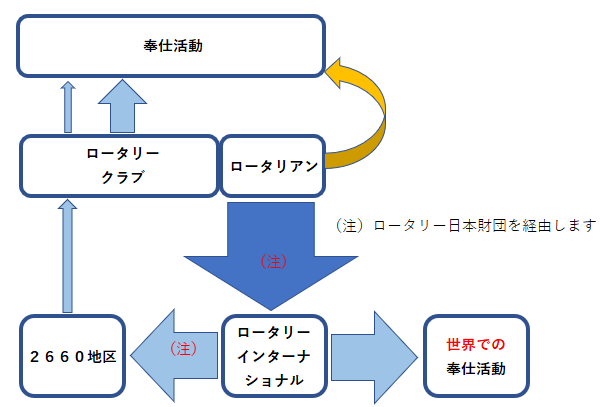 奉仕活動
ロータリー
クラブ
ロータリアン
（注）ロータリー日本財団を経由します
（注）
２６６０地区
（注）
ロータリー
インターナ
ショナル
世界での
奉仕活動